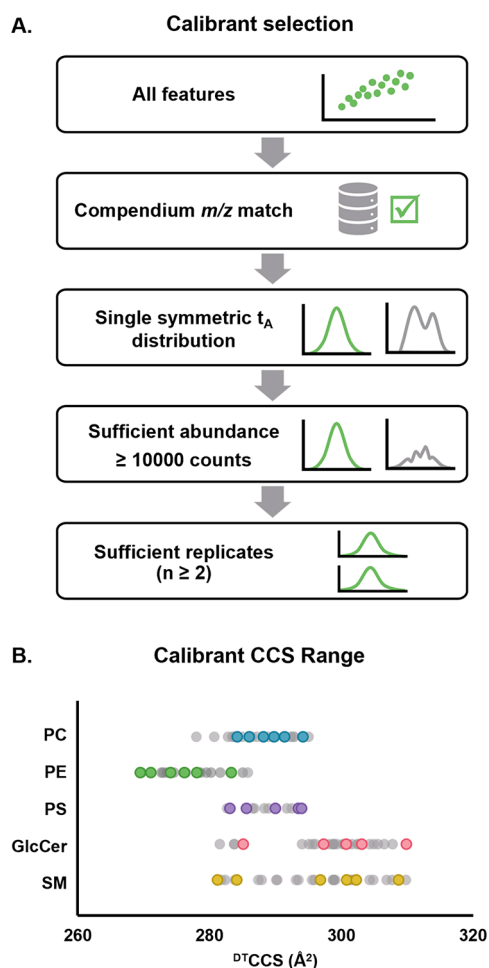 A.
Calibrant selection
All features
Compendium m/z match
Single symmetric tA
distribution
Sufficient abundance
≥ 10000 counts
Sufficient replicates
(n ≥ 2)
B.
Calibrant CCS Range
PC
PE
PS
GlcCer
SM
260 280 300 320
DTCCS (Å²)